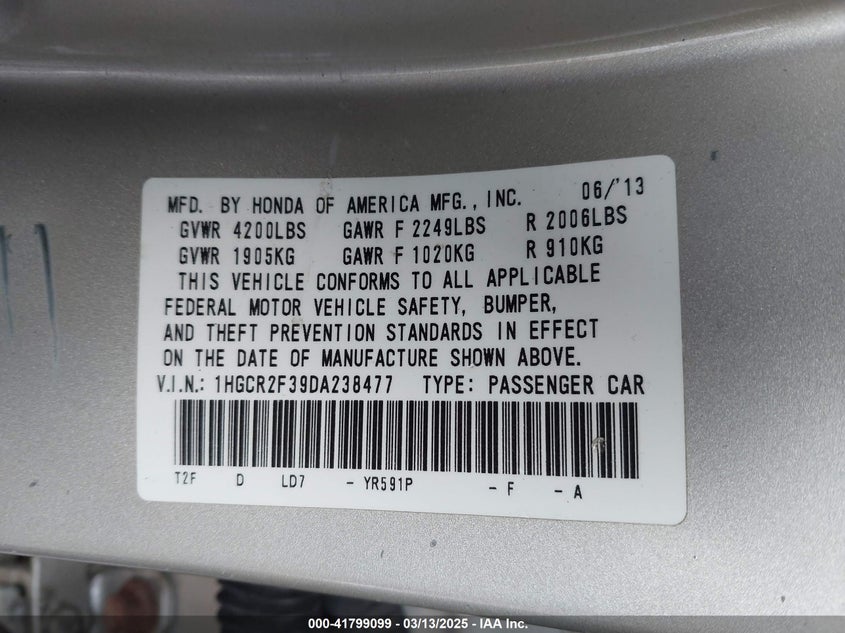 MFD. BY HONDA OF AMERICA MFG., INC. 06/'13
GVWR 4200LBS GAWR F 2249LBS R 2006LBS
GVWR 1905KG GAWR F 1020KG R 910KG
THIS VEHICLE CONFORMS TO ALL APPLICABLE
FEDERAL MOTOR VEHICLE SAFETY, BUMPER,
AND THEFT PREVENTION STANDARDS IN EFFECT
ON THE DATE OF MANUFACTURE SHOWN ABOVE.
V.I.N.: 1HGCR2F39DA238477 TYPE: PASSENGER CAR
T2F D LD7 - YR591P - F - A
000-41799099 - 03/13/2025 - IAA Inc.